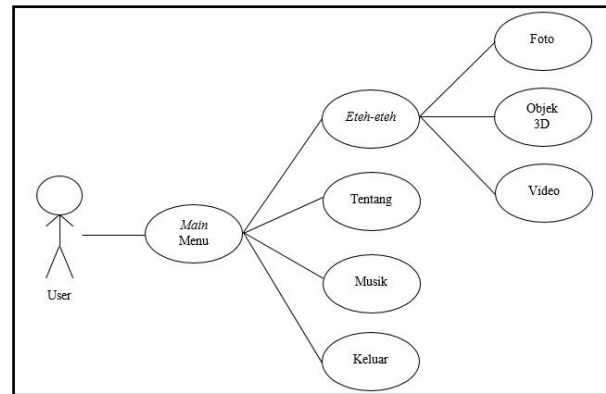 Foto
Eteh-eteh
Objek
3D
Video
Tentang
Main
Menu
User
Musik
Keluar